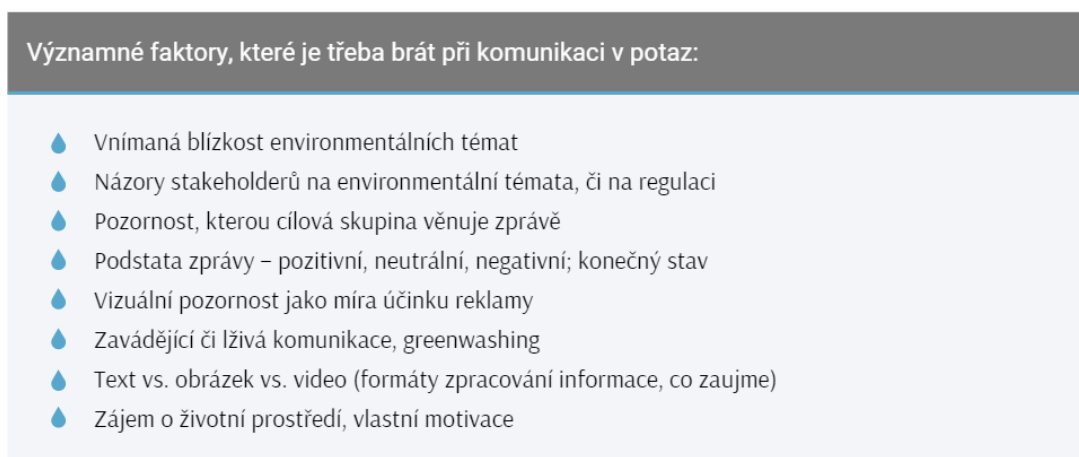 Významné faktory, které je třeba brát při komunikaci v potaz:
Vnímaná blízkost environmentálních témat
Názory stakeholderů na environmentální témata, či na regulaci
Pozornost, kterou cílová skupina věnuje zprávě
Podstata zprávy – pozitivní, neutrální, negativní; konečný stav
Vizuální pozornost jako míra účinku reklamy
Zavádějící či lživá komunikace, greenwashing
Text vs. obrázek vs. video (formáty zpracování informace, co zaujme)
Zájem o životní prostředí, vlastní motivace